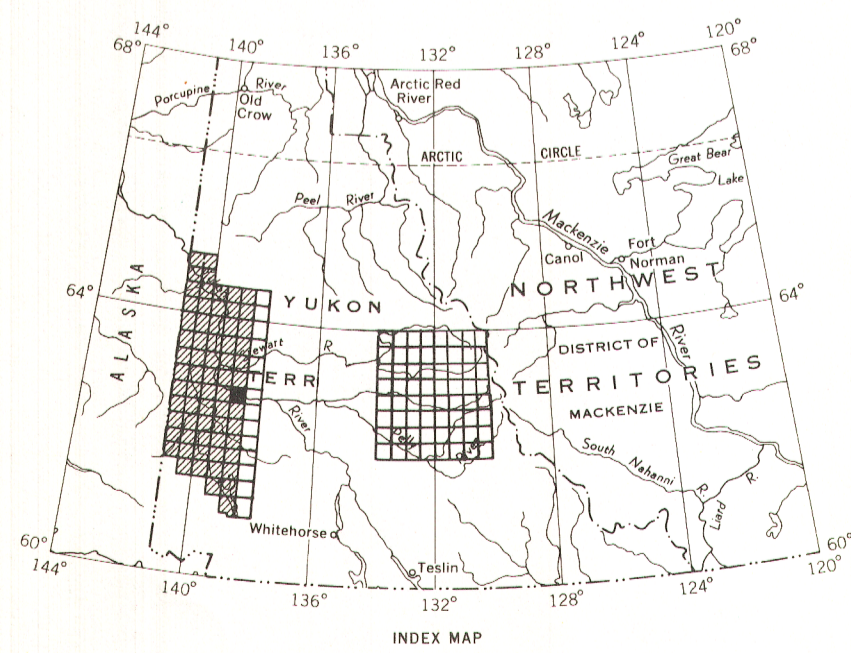 144°
140°
136°
132°
128°
124°
120°
68°
68°
Porcupine River
Old
Crow
Arctic Red
River
ARCTIC CIRCLE
Great Bear
Lake
Peel River
Mackenzie
Canol
Fort
Norman
NORTHWEST
64°
64°
ALASKA
YUKON
River
DISTRICT OF
ewart R.
TERR
TERRITORIES
MACKENZIE
River
Pelly
River
South Nahanni R.
Liard R.
Whitehorse
Teslin
60°
60°
144°
140°
136°
132°
128°
124°
120°
INDEX MAP